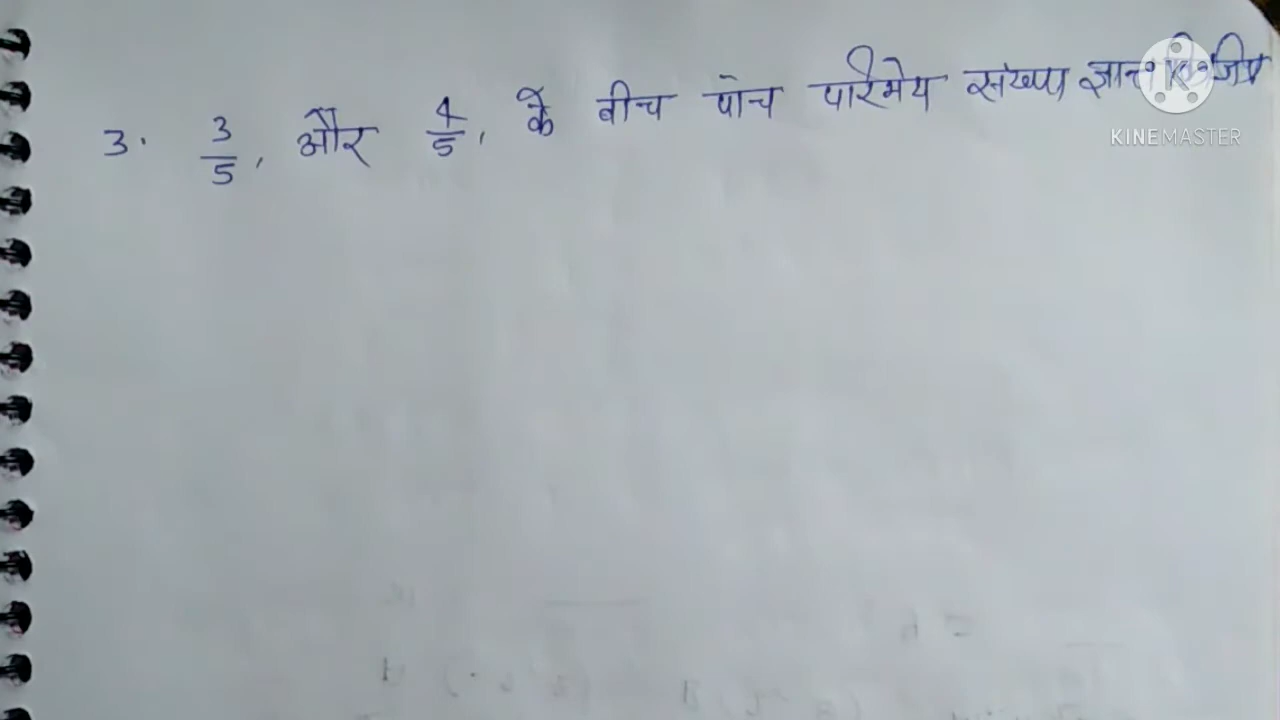 3. 3/5, और 4/5, के बीच पांच परिमेय संख्या ज्ञात
KINEMASTER